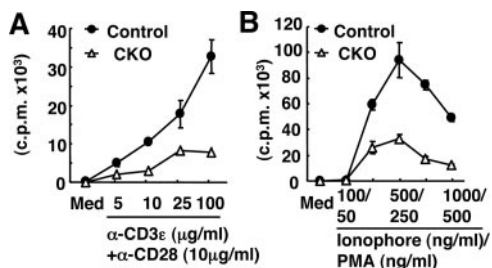 A
Control
CKO
(c.p.m. x10³)
40
30
20
10
0
Med
5
10
25
100
α-CD3ε (μg/ml)
+α-CD28 (10μg/ml)
B
Control
CKO
(c.p.m. x10³)
120
100
80
60
40
20
0
Med
100/
50
500/
250
1000/
500
Ionophore (ng/ml)/
PMA (ng/ml)